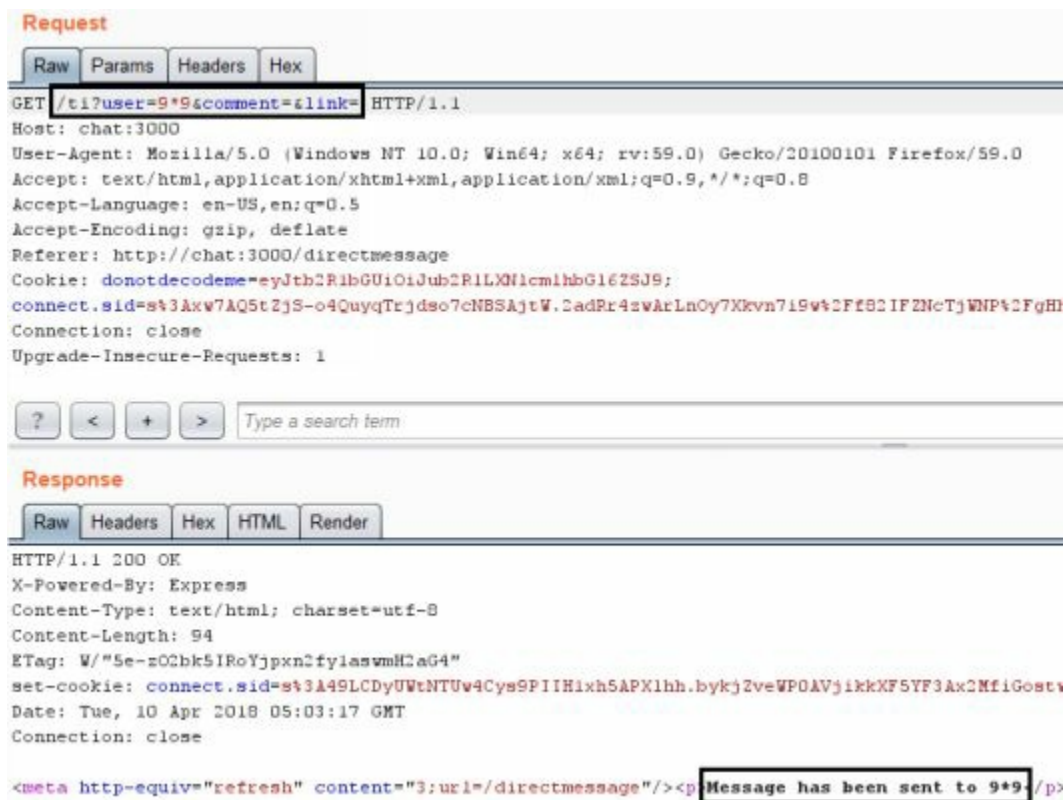 Request
Raw Params Headers Hex
GET /ti?user=9*9&comment=&link= HTTP/1.1
Host: chat:3000
User-Agent: Mozilla/5.0 (Windows NT 10.0; Win64; x64; rv:59.0) Gecko/20100101 Firefox/59.0
Accept: text/html,application/xhtml+xml,application/xml;q=0.9,*/*;q=0.8
Accept-Language: en-US,en;q=0.5
Accept-Encoding: gzip, deflate
Referer: http://chat:3000/directmessage
Cookie: donotdecodeme=eyJtb2R1bGUiOiJub2RlLXNlcmlhbGl6ZSJ9;
Connection: close
Upgrade-Insecure-Requests: 1
? < + > Type a search term
Response
Raw Headers Hex HTML Render
HTTP/1.1 200 OK
X-Powered-By: Express
Content-Type: text/html; charset=utf-8
Content-Length: 94
ETag: W/"5e-zO2bk5IRoYjpxn2fy1aswmH2aG4"
Date: Tue, 10 Apr 2018 05:03:17 GMT
Connection: close
<meta http-equiv="refresh" content="3;url=/directmessage"/><p>Message has been sent to 9*9</p>